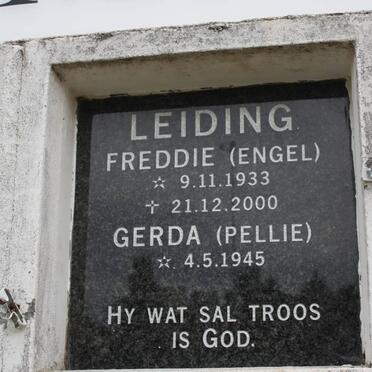 LEIDING
FREDDIE (ENGEL)
☆ 9.11.1933
✝ 21.12.2000
GERDA (PELLIE)
☆ 4.5.1945
HY WAT SAL TROOS
IS GOD.